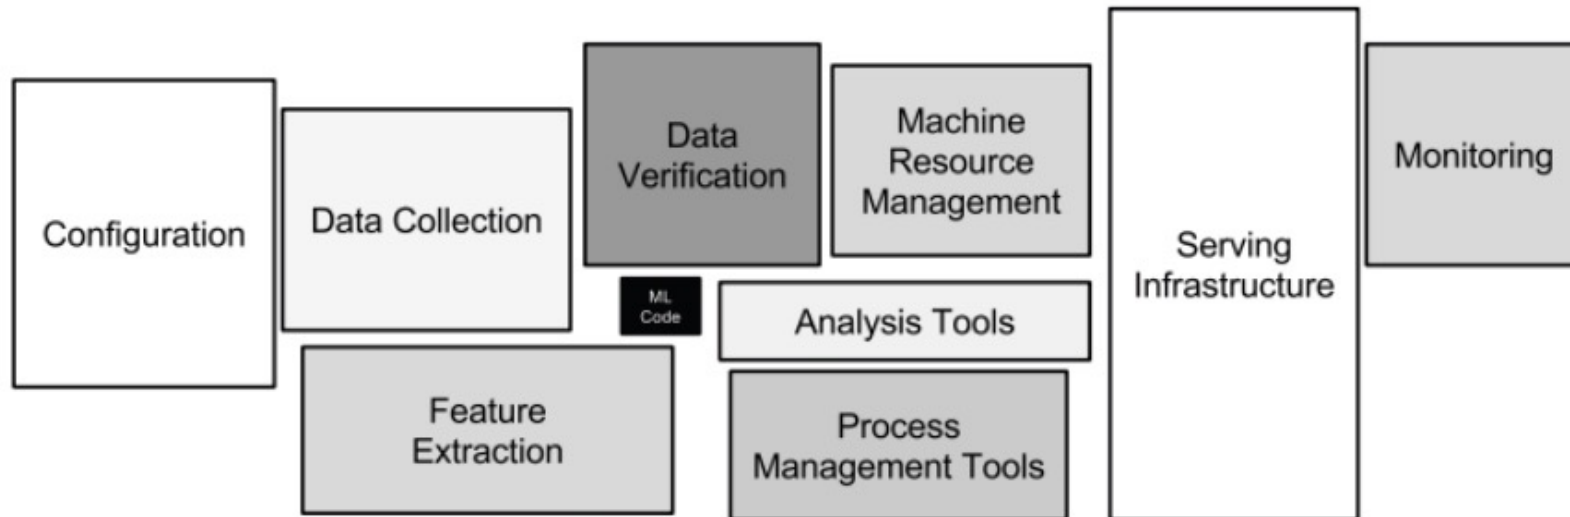 Configuration
Data Collection
Feature
Extraction
Data
Verification
ML
Code
Machine
Resource
Management
Analysis Tools
Process
Management Tools
Serving
Infrastructure
Monitoring